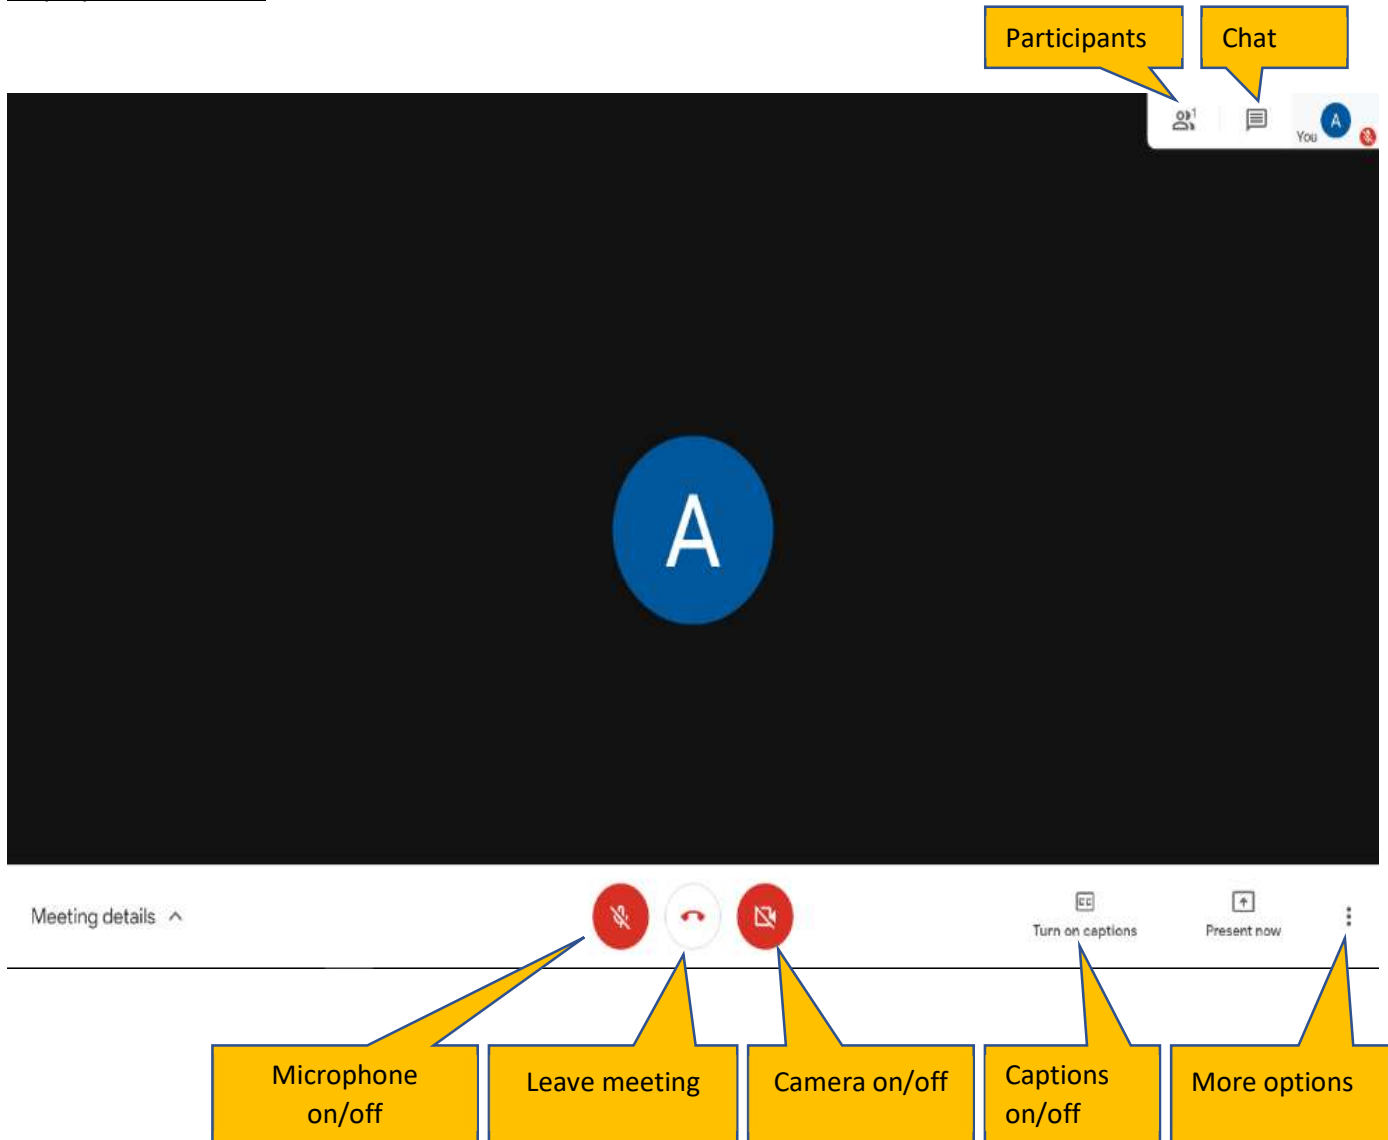 Participants
Chat
1
You
A
A
Meeting details
Turn on captions
Present now
Microphone
on/off
Leave meeting
Camera on/off
Captions
on/off
More options